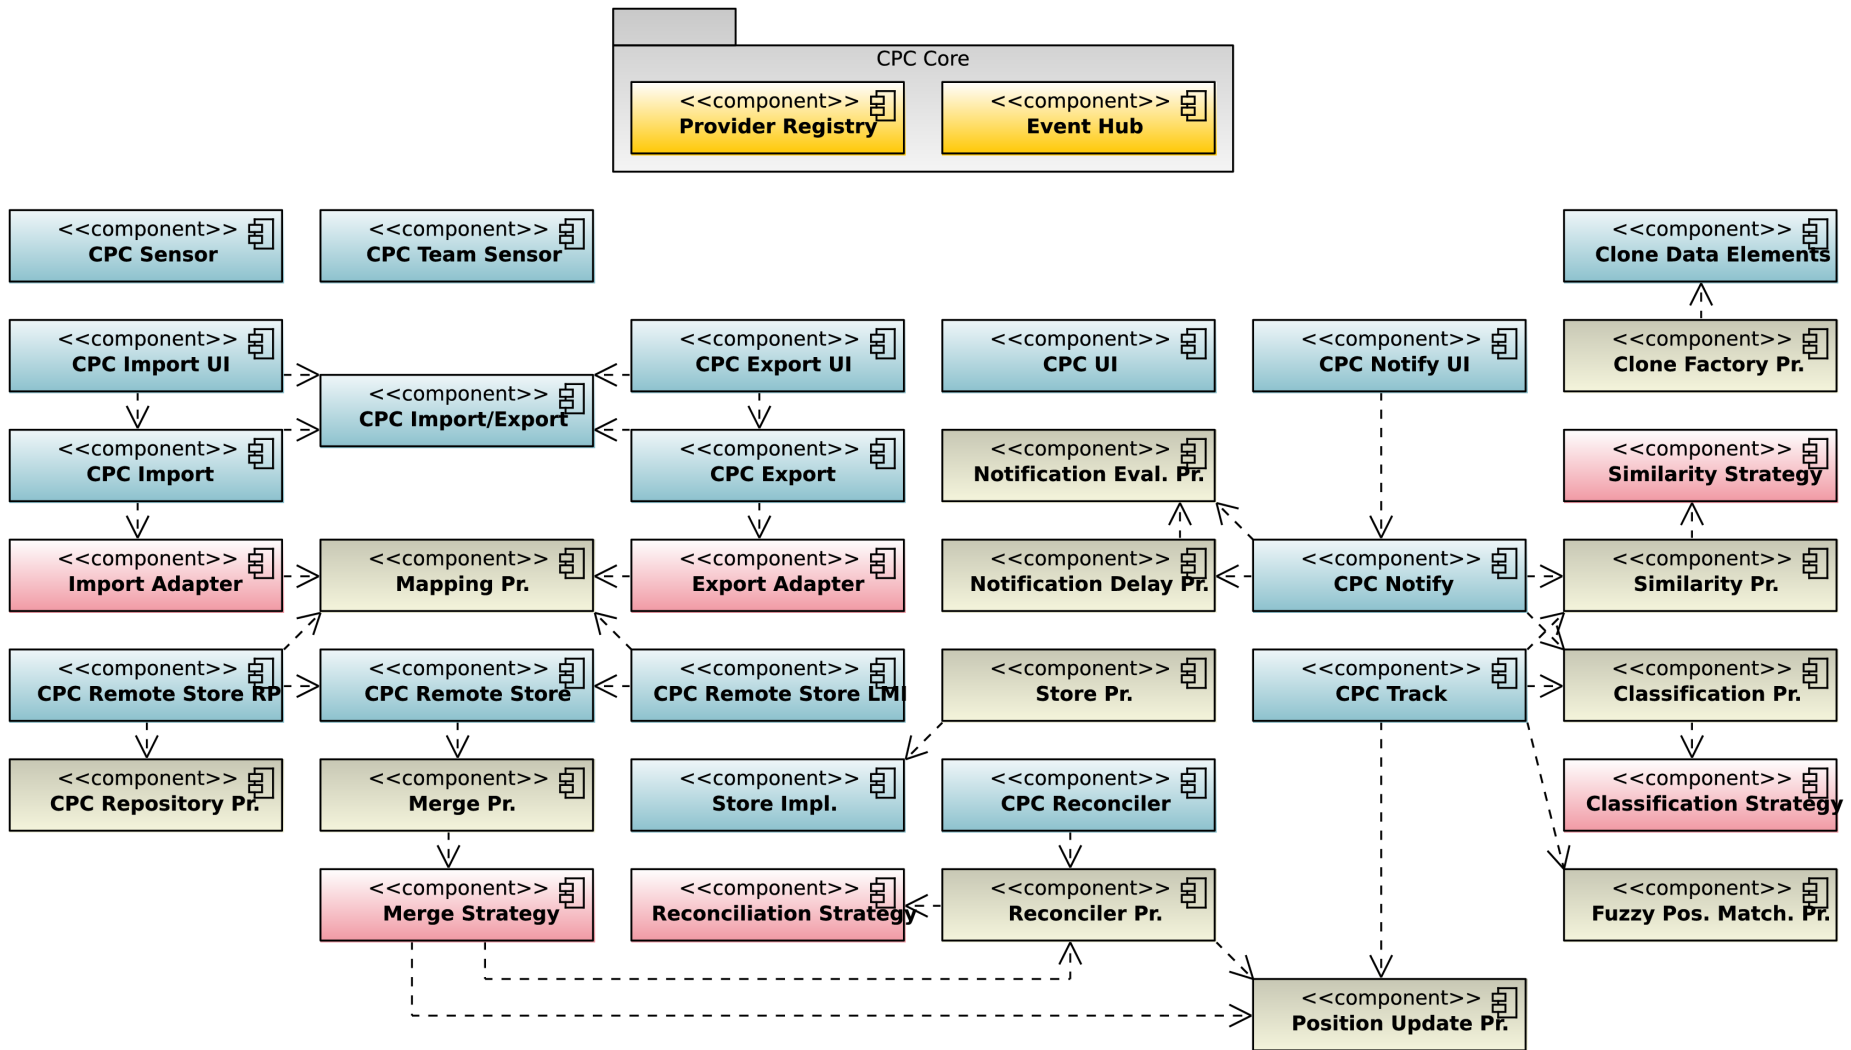 CPC Core
<<component>>
Provider Registry
<<component>>
Event Hub
<<component>>
CPC Sensor
<<component>>
CPC Team Sensor
<<component>>
Clone Data Elements
<<component>>
CPC Import UI
<<component>>
CPC Export UI
<<component>>
CPC UI
<<component>>
CPC Notify UI
<<component>>
Clone Factory Pr.
<<component>>
CPC Import/Export
<<component>>
CPC Import
<<component>>
CPC Export
<<component>>
Notification Eval. Pr.
<<component>>
Similarity Strategy
<<component>>
Import Adapter
<<component>>
Mapping Pr.
<<component>>
Export Adapter
<<component>>
Notification Delay Pr.
<<component>>
CPC Notify
<<component>>
Similarity Pr.
<<component>>
CPC Remote Store RP
<<component>>
CPC Remote Store
<<component>>
CPC Remote Store LMI
<<component>>
Store Pr.
<<component>>
CPC Track
<<component>>
Classification Pr.
<<component>>
CPC Repository Pr.
<<component>>
Merge Pr.
<<component>>
Store Impl.
<<component>>
CPC Reconciler
<<component>>
Classification Strategy
<<component>>
Merge Strategy
<<component>>
Reconciliation Strategy
<<component>>
Reconciler Pr.
<<component>>
Fuzzy Pos. Match. Pr.
<<component>>
Position Update Pr.